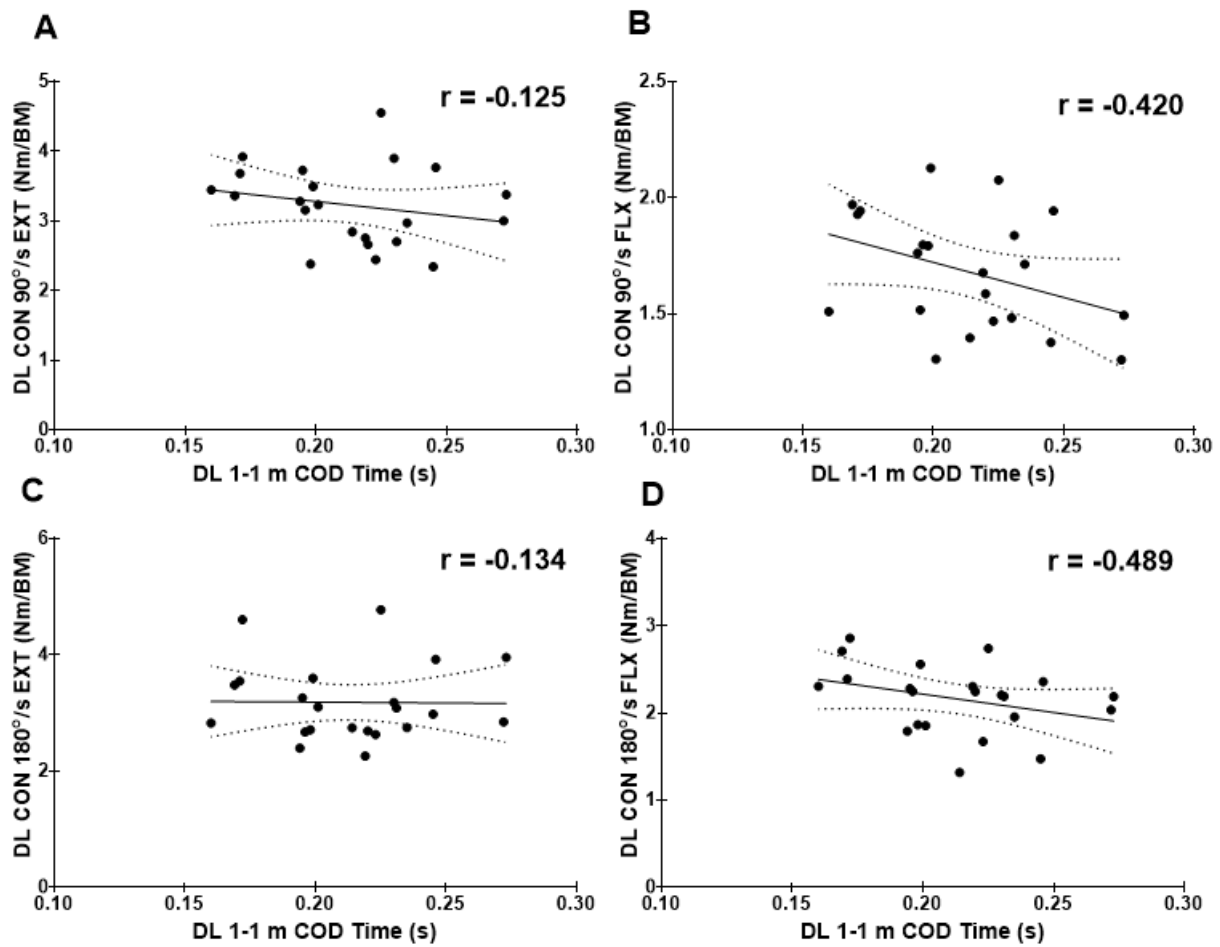 A
r = -0.125
DL CON 90°/s EXT (Nm/BM)
5
4
3
2
1
0
0.10 0.15 0.20 0.25 0.30
DL 1-1 m COD Time (s)
B
r = -0.420
DL CON 90°/s FLX (Nm/BM)
2.5
2.0
1.5
1.0
0.10 0.15 0.20 0.25 0.30
DL 1-1 m COD Time (s)
C
r = -0.134
DL CON 180°/s EXT (Nm/BM)
6
4
2
0
0.10 0.15 0.20 0.25 0.30
DL 1-1 m COD Time (s)
D
r = -0.489
DL CON 180°/s FLX (Nm/BM)
4
3
2
1
0
0.10 0.15 0.20 0.25 0.30
DL 1-1 m COD Time (s)